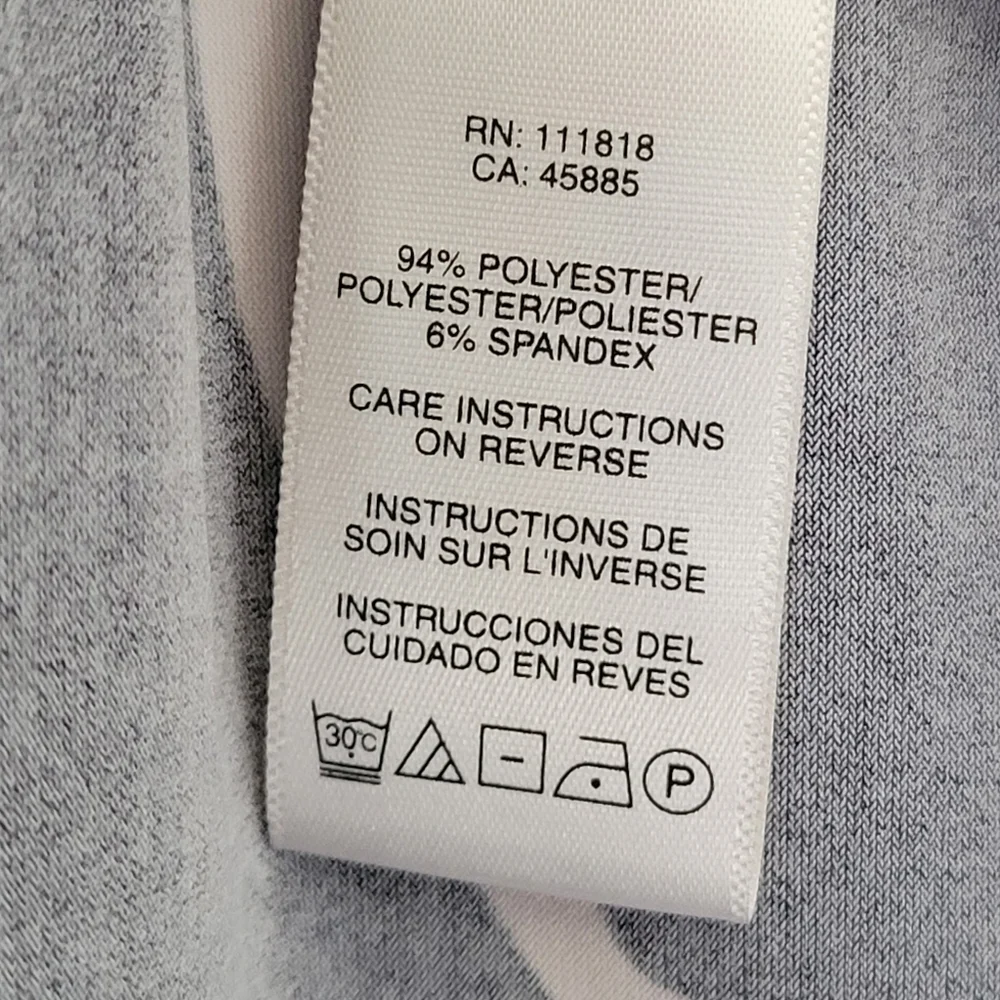 RN: 111818
CA: 45885
94% POLYESTER/
POLYESTER/POLIESTER
6% SPANDEX
CARE INSTRUCTIONS
ON REVERSE
INSTRUCTIONS DE
SOIN SUR L'INVERSE
INSTRUCCIONES DEL
CUIDADO EN REVES
30°C P